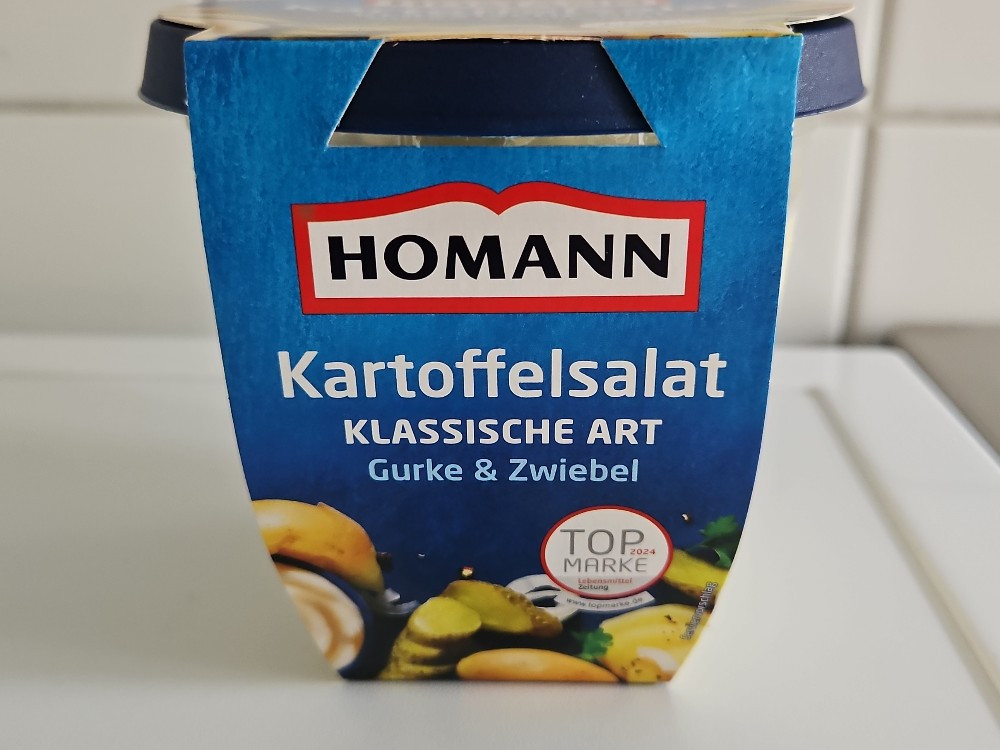 HOMANN
Kartoffelsalat
KLASSISCHE ART
Gurke & Zwiebel
TOP
2024
MARKE
Lebensmittel
Zeitung
www.topmarke.de
Serviervorschlag